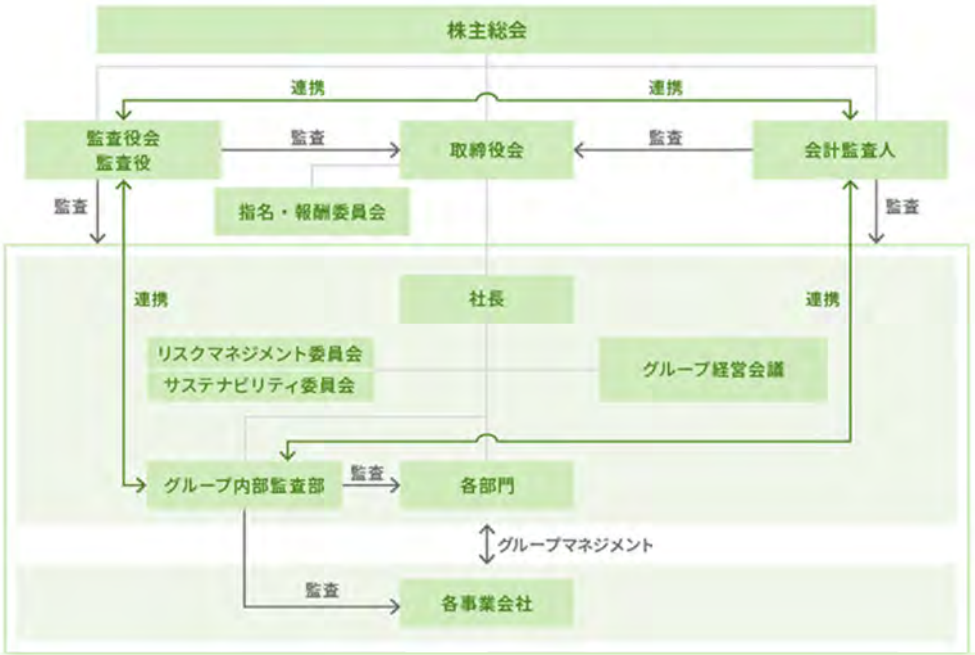 株主総会
連携
連携
監査役会
監査役
監査
取締役会
監査
会計監査人
指名・報酬委員会
監査
監査
社長
連携
連携
リスクマネジメント委員会
サステナビリティ委員会
グループ経営会議
グループ内部監査部
監査
各部門
グループマネジメント
監査
各事業会社